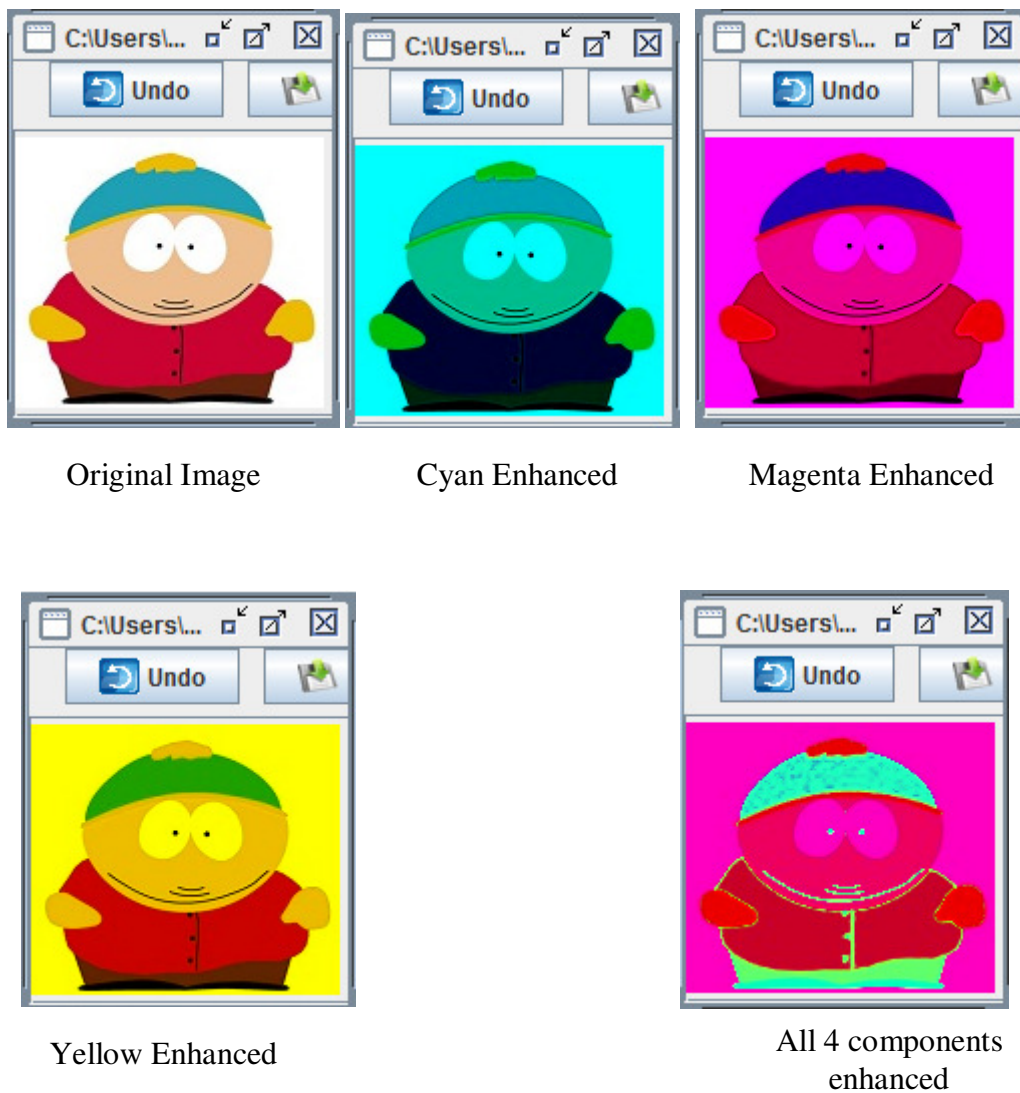 C:\Users\... C:\Users\... C:\Users\...
Undo Undo Undo
Original Image Cyan Enhanced Magenta Enhanced
C:\Users\... C:\Users\...
Undo Undo
Yellow Enhanced
All 4 components
enhanced